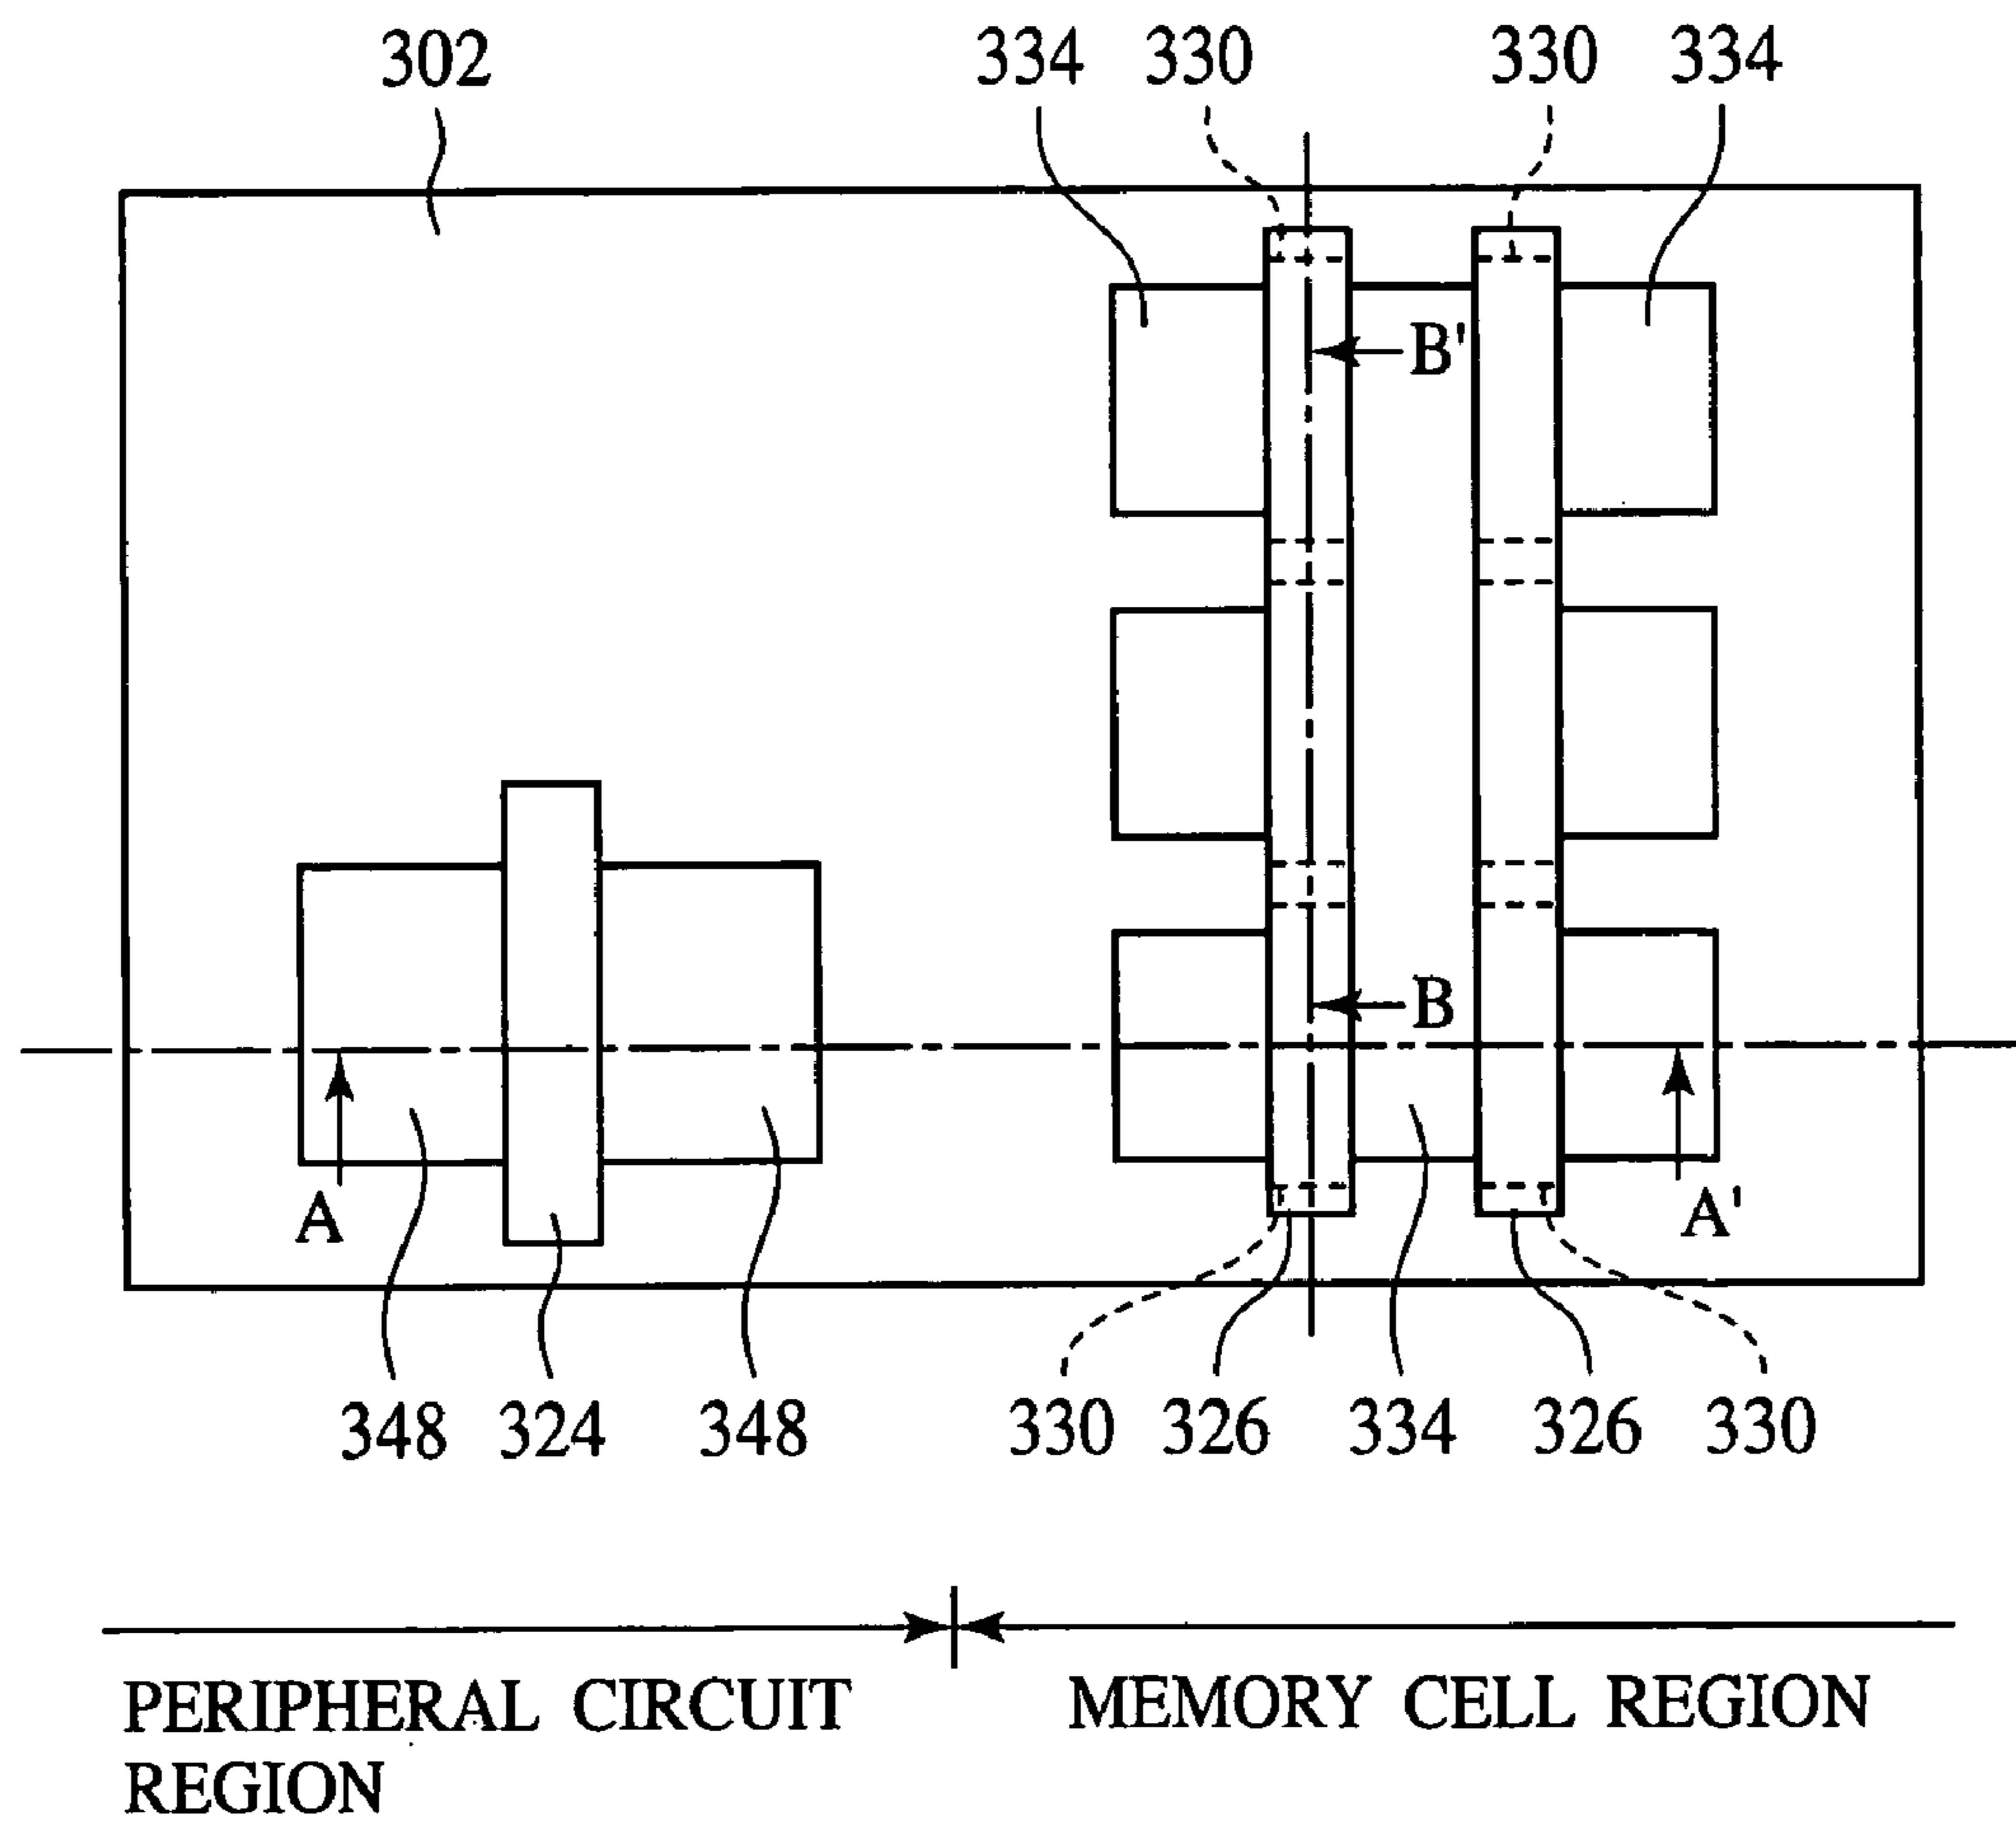 302 334 330 330 334
B'
B
A A'
348 324 348 330 326 334 326 330
PERIPHERAL CIRCUIT MEMORY CELL REGION
REGION